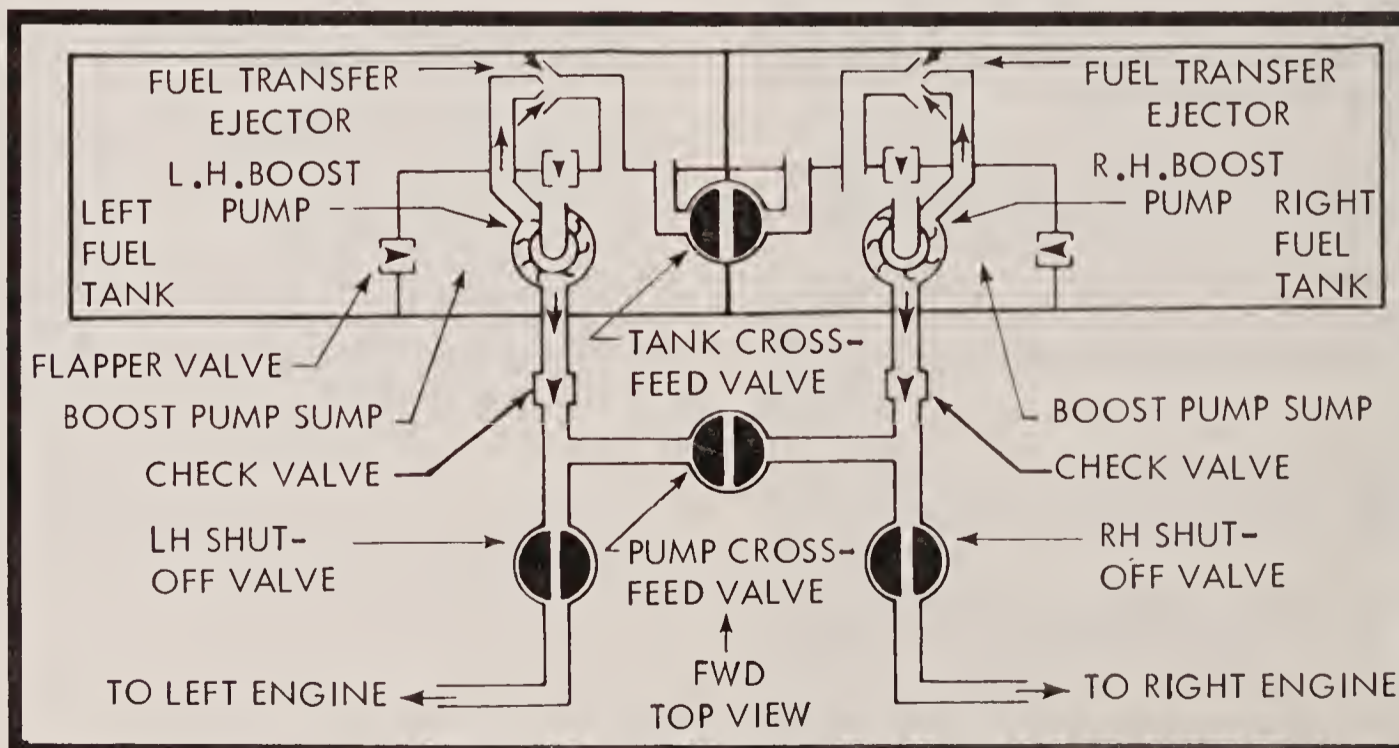 FUEL TRANSFER
EJECTOR
L.H.BOOST
PUMP
LEFT
FUEL
TANK
FUEL TRANSFER
EJECTOR
R.H.BOOST
PUMP
RIGHT
FUEL
TANK
FLAPPER VALVE
BOOST PUMP SUMP
CHECK VALVE
TANK CROSS-
FEED VALVE
BOOST PUMP SUMP
CHECK VALVE
LH SHUT-
OFF VALVE
PUMP CROSS-
FEED VALVE
RH SHUT-
OFF VALVE
TO LEFT ENGINE
FWD
TOP VIEW
TO RIGHT ENGINE